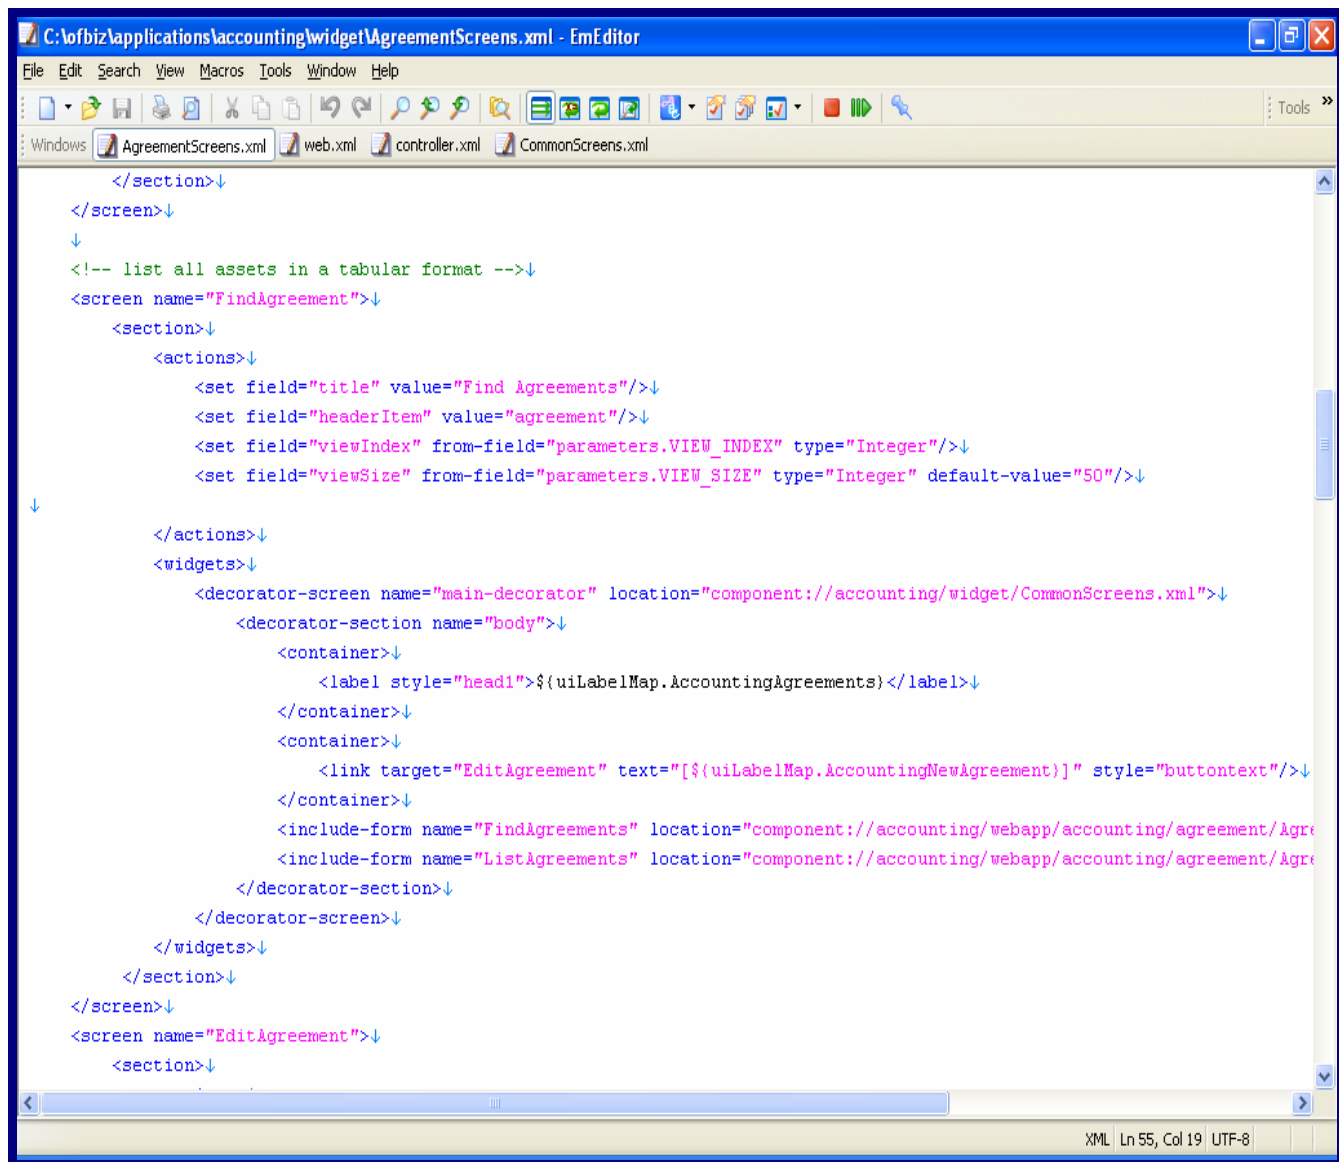 C:\ofbiz\applications\accounting\widget\AgreementScreens.xml - EmEditor
File Edit Search View Macros Tools Window Help
Tools »
Windows AgreementScreens.xml web.xml controller.xml CommonScreens.xml
</section>↓
</screen>↓
↓
<!-- list all assets in a tabular format -->↓
<screen name="FindAgreement">↓
<section>↓
<actions>↓
<set field="title" value="Find Agreements"/>↓
<set field="headerItem" value="agreement"/>↓
<set field="viewIndex" from-field="parameters.VIEW_INDEX" type="Integer"/>↓
<set field="viewSize" from-field="parameters.VIEW_SIZE" type="Integer" default-value="50"/>↓
↓
</actions>↓
<widgets>↓
<decorator-screen name="main-decorator" location="component://accounting/widget/CommonScreens.xml">↓
<decorator-section name="body">↓
<container>↓
<label style="head1">${uiLabelMap.AccountingAgreements}</label>↓
</container>↓
<container>↓
<link target="EditAgreement" text="[${uiLabelMap.AccountingNewAgreement}]" style="buttontext"/>↓
</container>↓
<include-form name="FindAgreements" location="component://accounting/webapp/accounting/agreement/Agre
<include-form name="ListAgreements" location="component://accounting/webapp/accounting/agreement/Agre
</decorator-section>↓
</decorator-screen>↓
</widgets>↓
</section>↓
</screen>↓
<screen name="EditAgreement">↓
<section>↓
XML Ln 55, Col 19 UTF-8